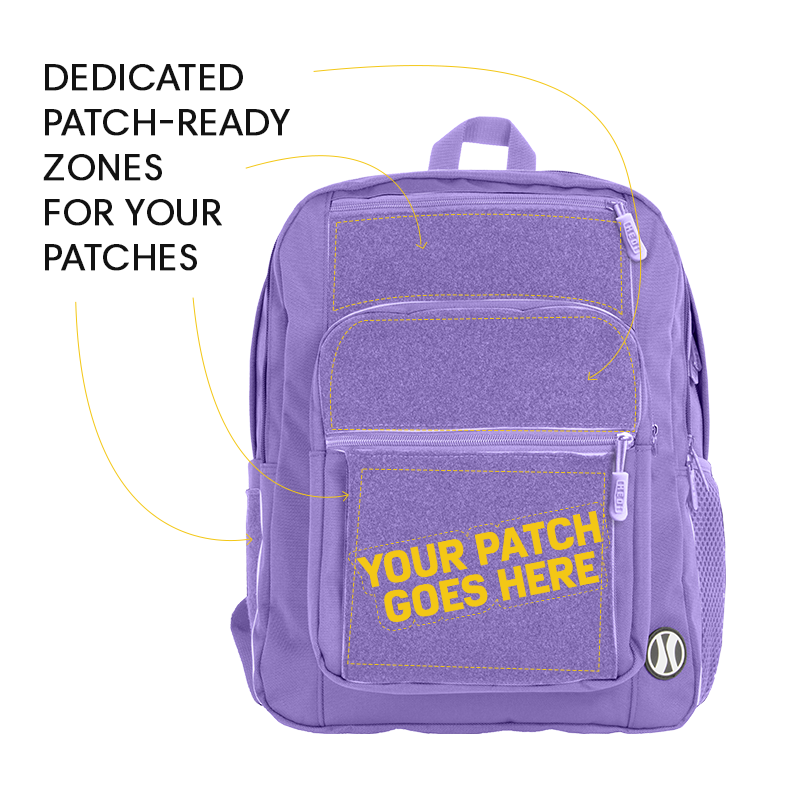 DEDICATED
PATCH-READY
ZONES
FOR YOUR
PATCHES
YOUR PATCH
GOES HERE